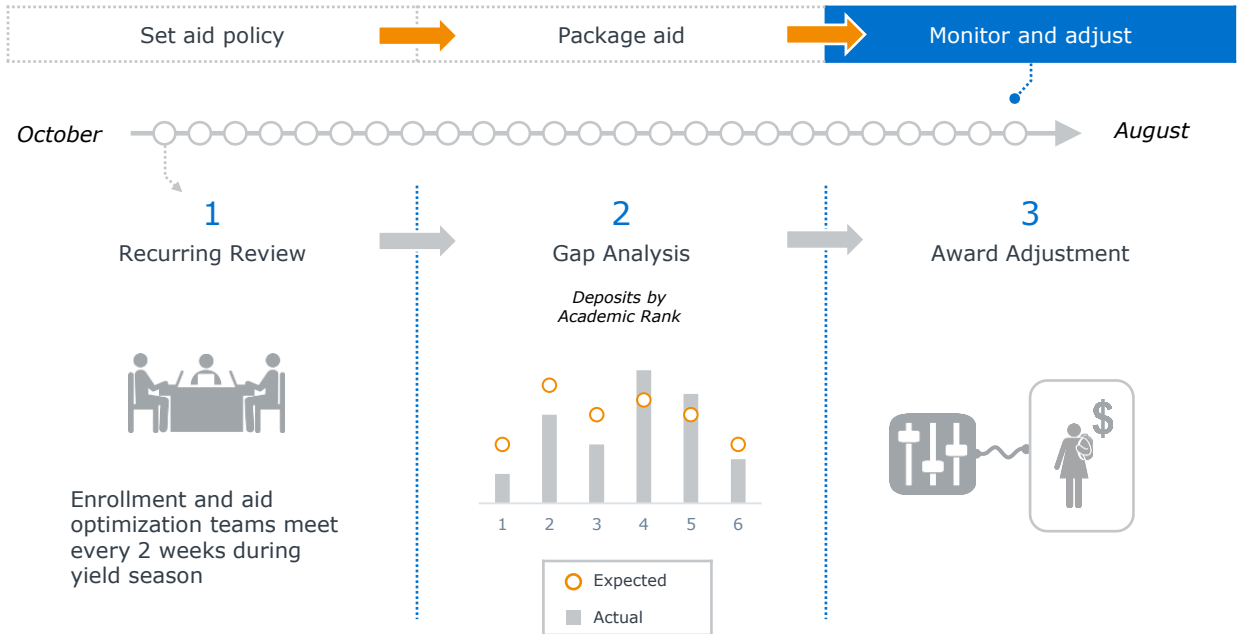 Set aid policy
Package aid
Monitor and adjust
October
August
1
Recurring Review
2
Gap Analysis
3
Award Adjustment
Deposits by
Academic Rank
$
1 2 3 4 5 6
Enrollment and aid
optimization teams meet
every 2 weeks during
yield season
Expected
Actual